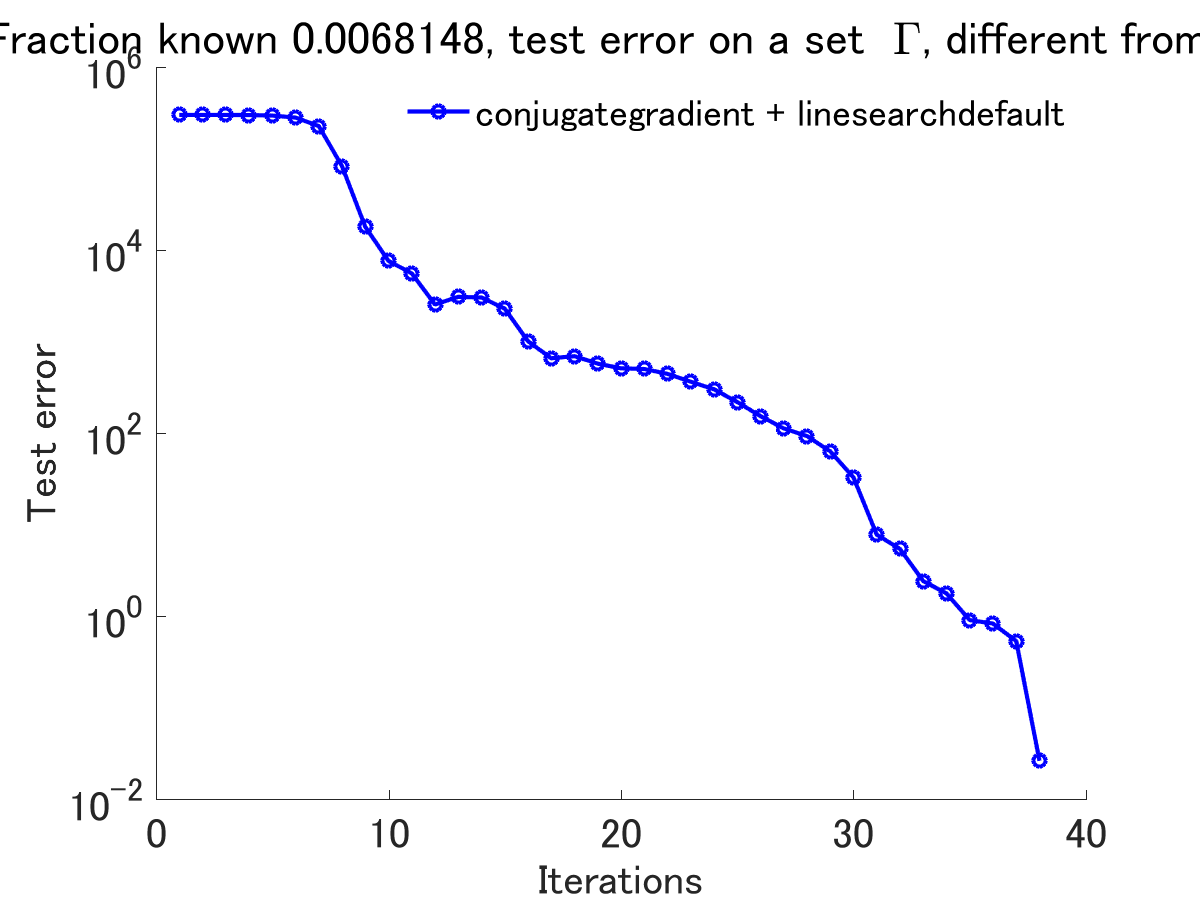 Fraction known 0.0068148, test error on a set Γ, different from
10^6
conjugategradient + linesearchdefault
10^4
10^2
10^0
10^-2
Test error
0 10 20 30 40
Iterations